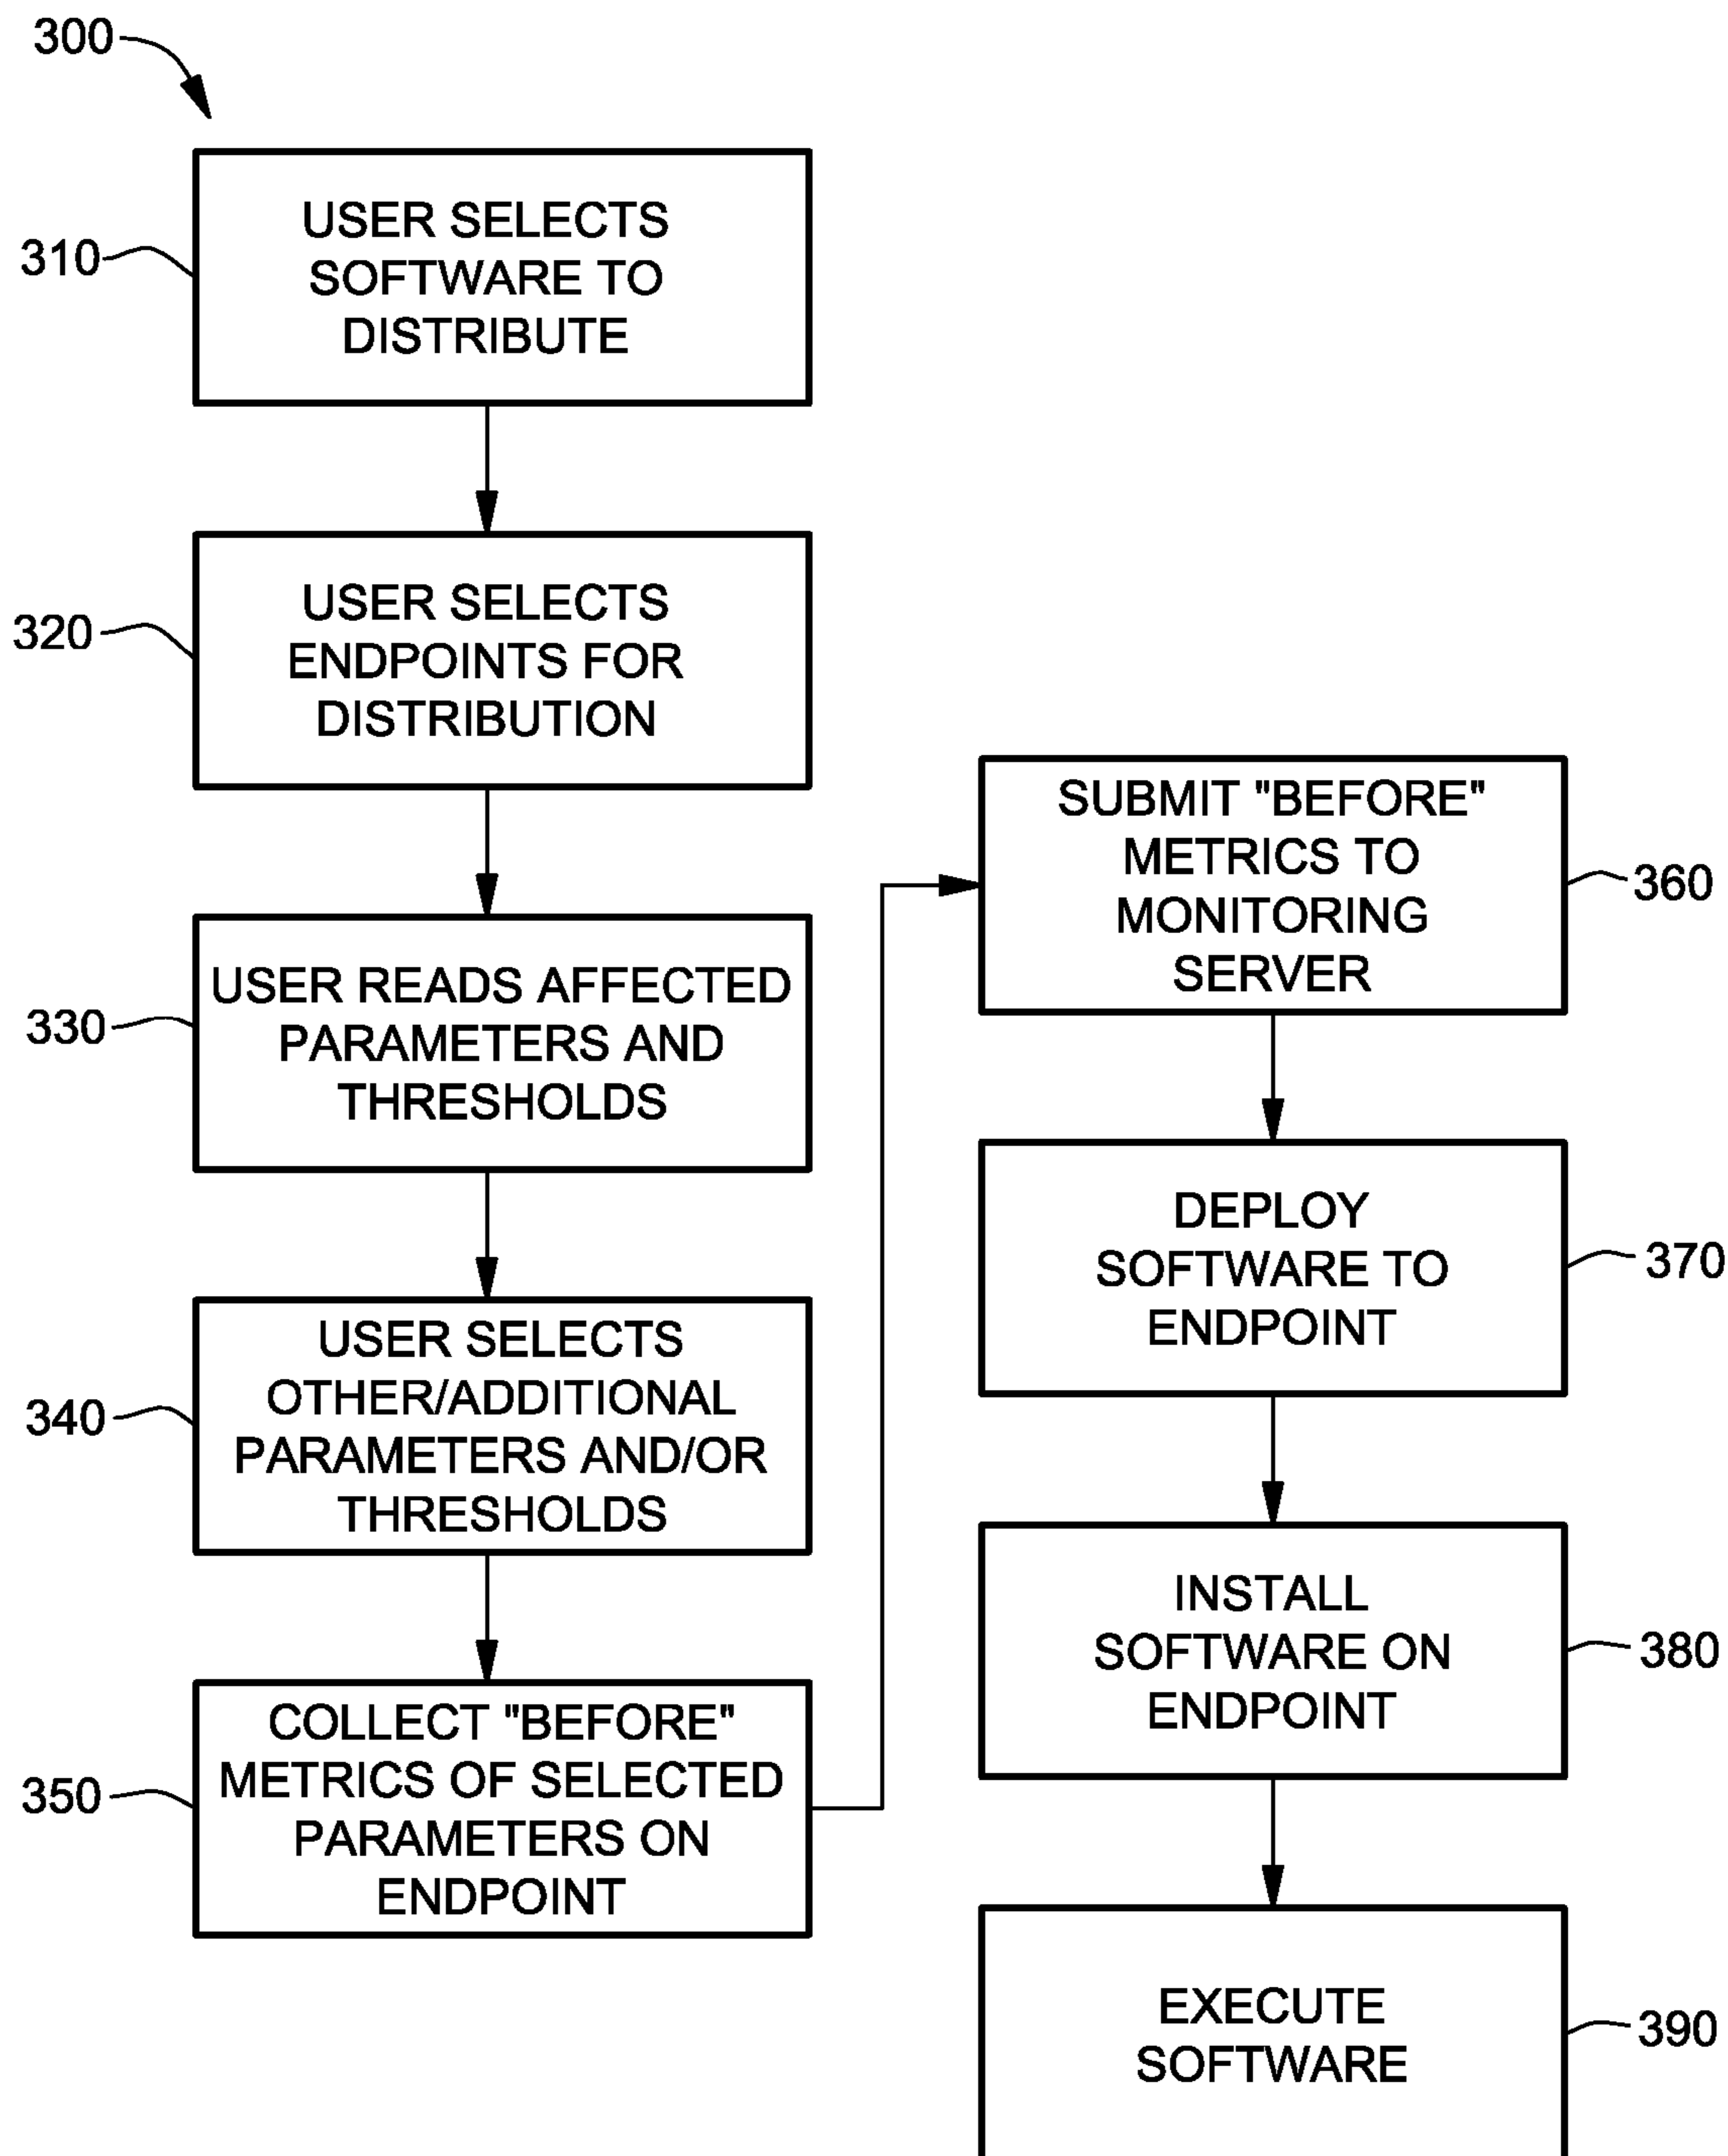 300
310
USER SELECTS
SOFTWARE TO
DISTRIBUTE
320
USER SELECTS
ENDPOINTS FOR
DISTRIBUTION
330
USER READS AFFECTED
PARAMETERS AND
THRESHOLDS
340
USER SELECTS
OTHER/ADDITIONAL
PARAMETERS AND/OR
THRESHOLDS
350
COLLECT "BEFORE"
METRICS OF SELECTED
PARAMETERS ON
ENDPOINT
SUBMIT "BEFORE"
METRICS TO
MONITORING
SERVER
360
DEPLOY
SOFTWARE TO
ENDPOINT
370
INSTALL
SOFTWARE ON
ENDPOINT
380
EXECUTE
SOFTWARE
390